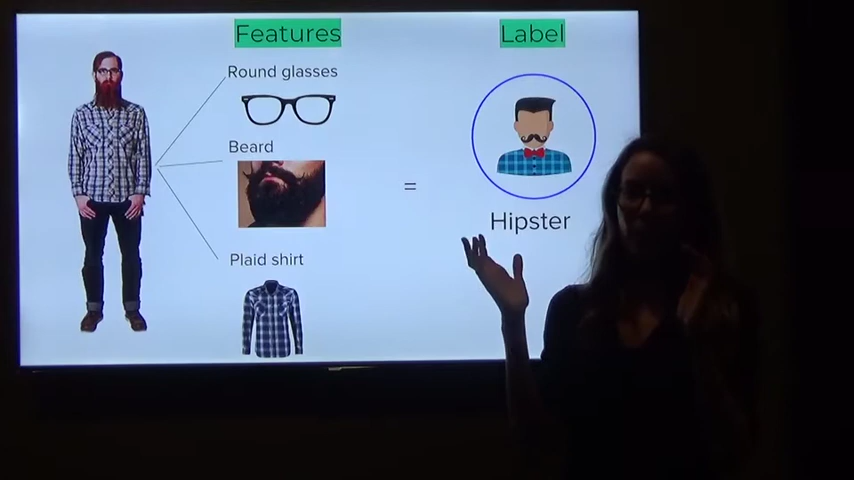 Features
Label
Round glasses
Beard
=
Hipster
Plaid shirt